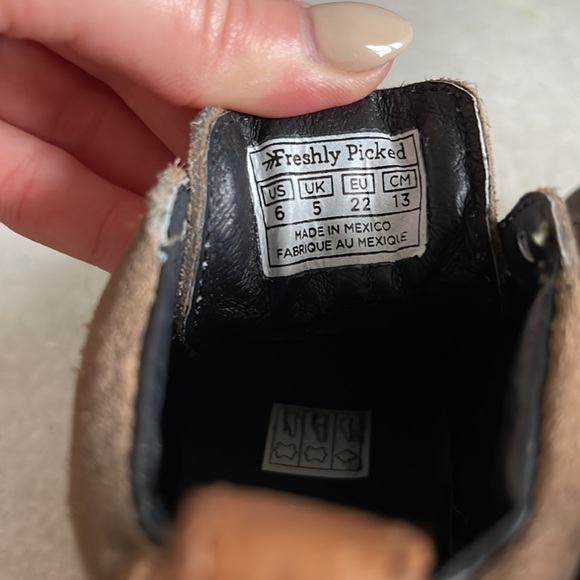 Freshly Picked
US UK EU CM
6 5 22 13
MADE IN MEXICO
FABRIQUE AU MEXIQUE